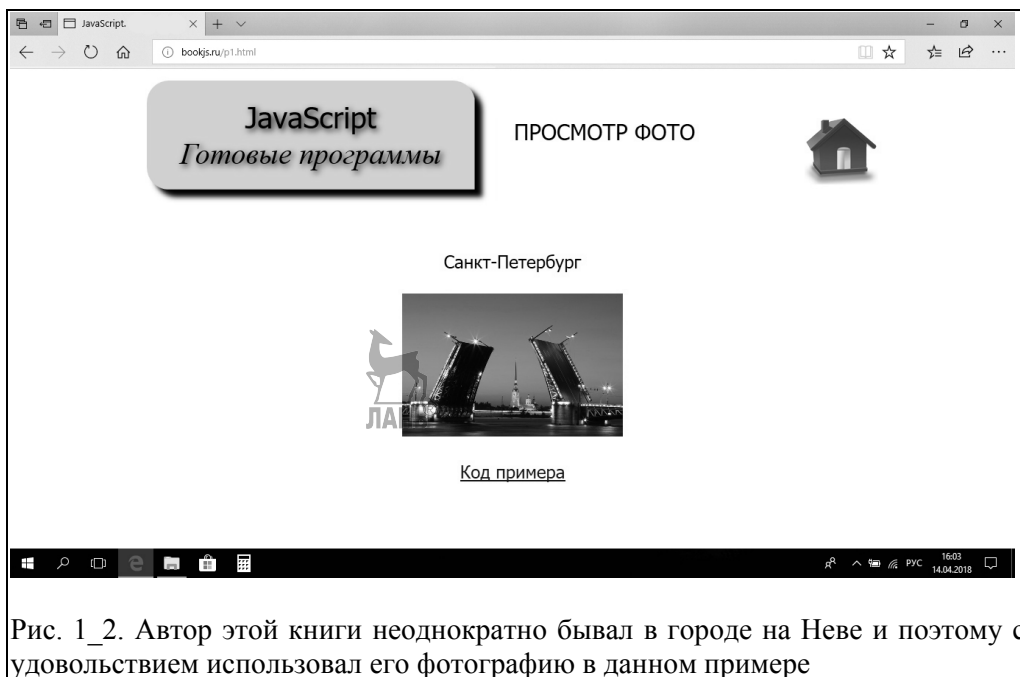 JavaScript.
bookjs.ru/p1.html
JavaScript
Готовые программы
ПРОСМОТР ФОТО
Санкт-Петербург
Код примера
РУС
16:03
14.04.2018
Рис. 1_2. Автор этой книги неоднократно бывал в городе на Неве и поэтому с
удовольствием использовал его фотографию в данном примере